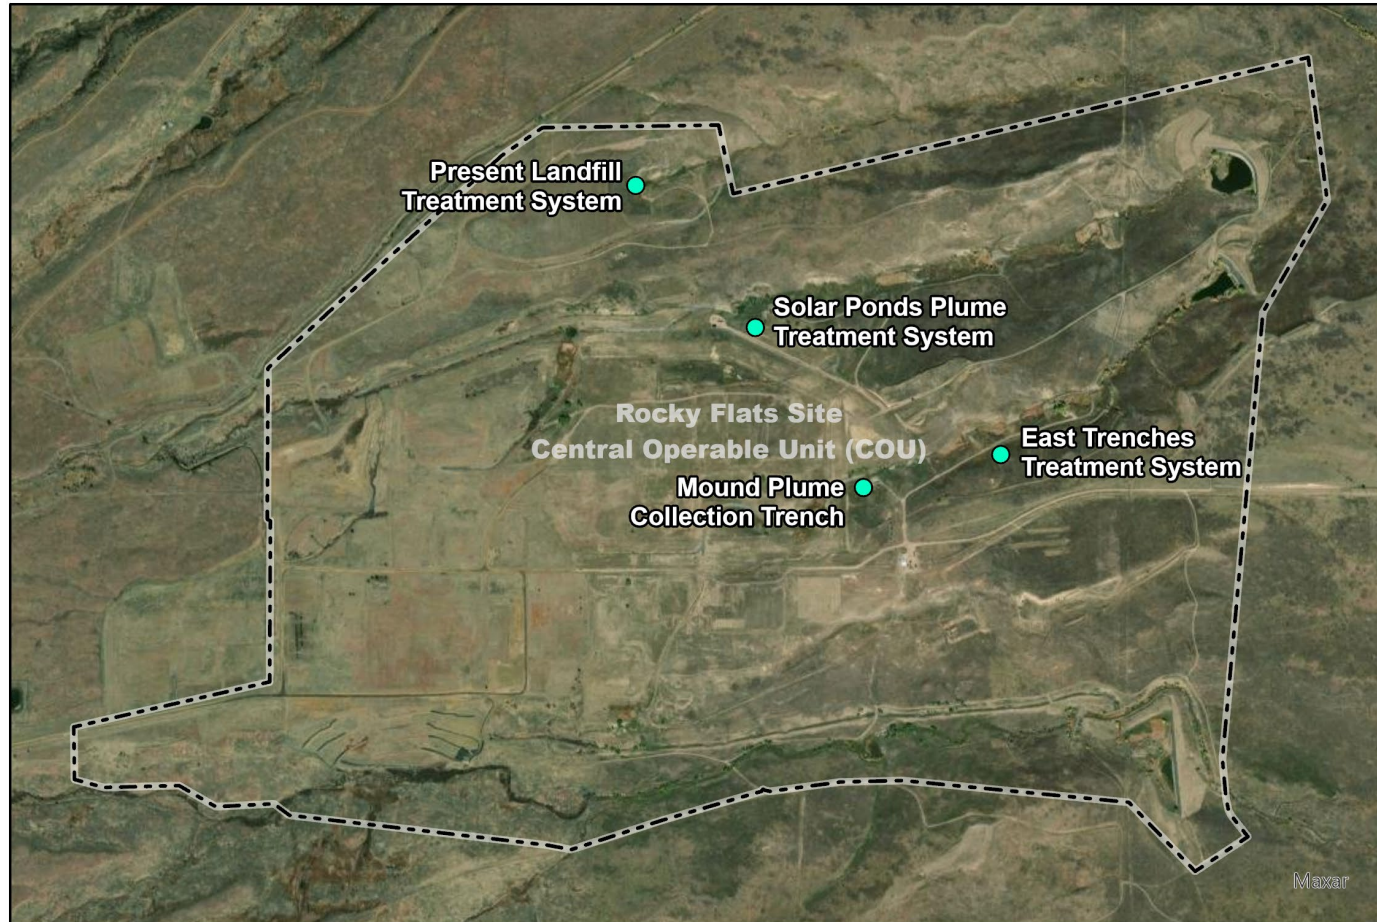 Present Landfill
Treatment System
Solar Ponds Plume
Treatment System
Rocky Flats Site
Central Operable Unit (COU)
East Trenches
Treatment System
Mound Plume
Collection Trench
Maxar